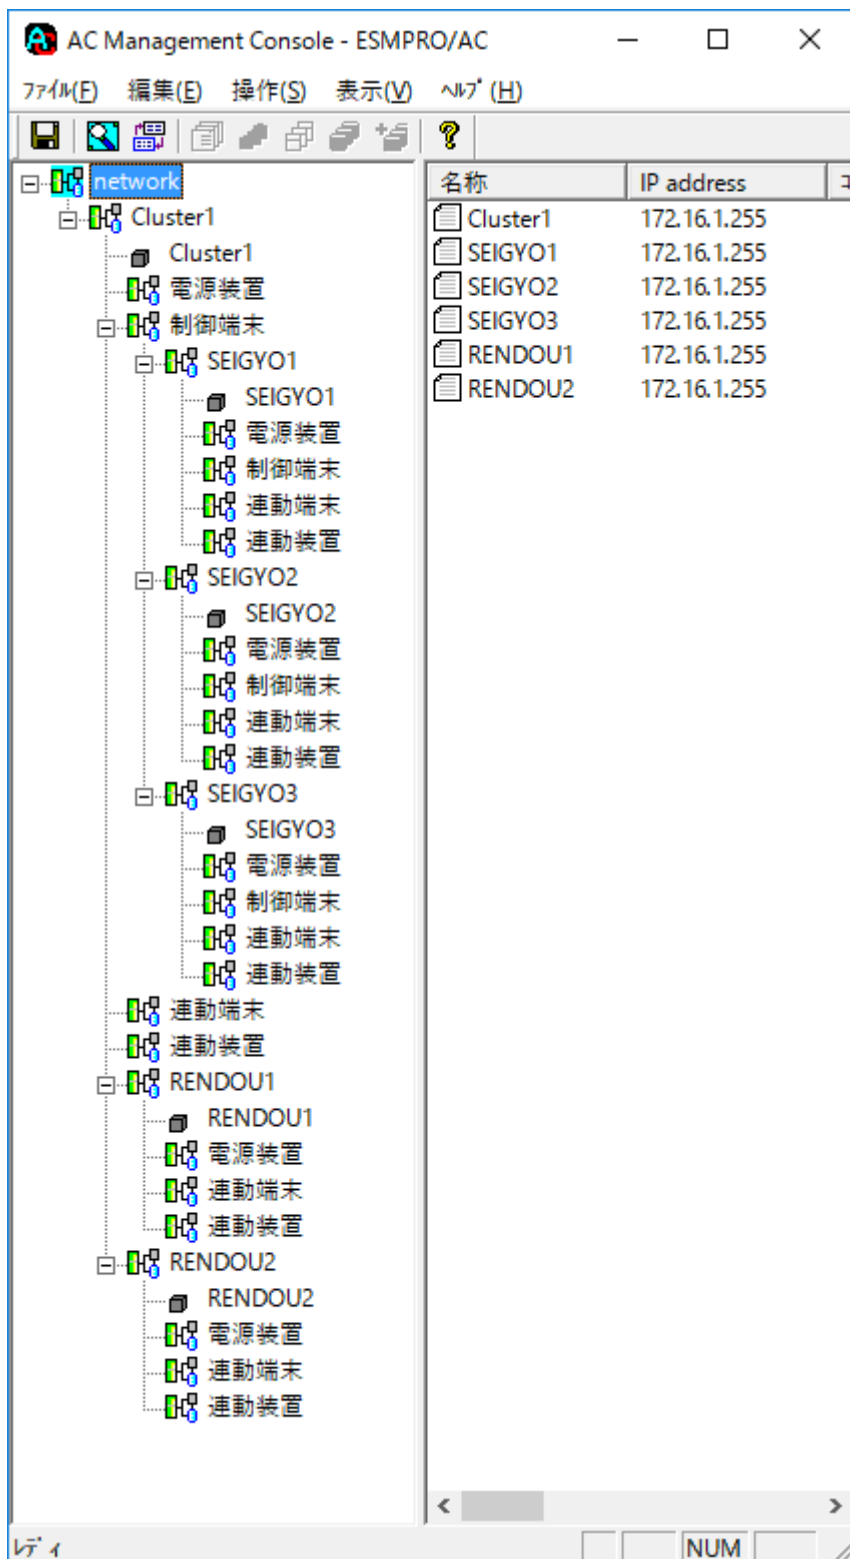 AC Management Console - ESMPRO/AC
ﾌｧｲﾙ(F) 編集(E) 操作(S) 表示(V) ﾍﾙﾌﾟ(H)
network
Cluster1
Cluster1
電源装置
制御端末
SEIGYO1
SEIGYO1
電源装置
制御端末
連動端末
連動装置
SEIGYO2
SEIGYO2
電源装置
制御端末
連動端末
連動装置
SEIGYO3
SEIGYO3
電源装置
制御端末
連動端末
連動装置
連動端末
連動装置
RENDOU1
RENDOU1
電源装置
連動端末
連動装置
RENDOU2
RENDOU2
電源装置
連動端末
連動装置
名称 IP address
Cluster1 172.16.1.255
SEIGYO1 172.16.1.255
SEIGYO2 172.16.1.255
SEIGYO3 172.16.1.255
RENDOU1 172.16.1.255
RENDOU2 172.16.1.255
ﾚﾃﾞｨ NUM